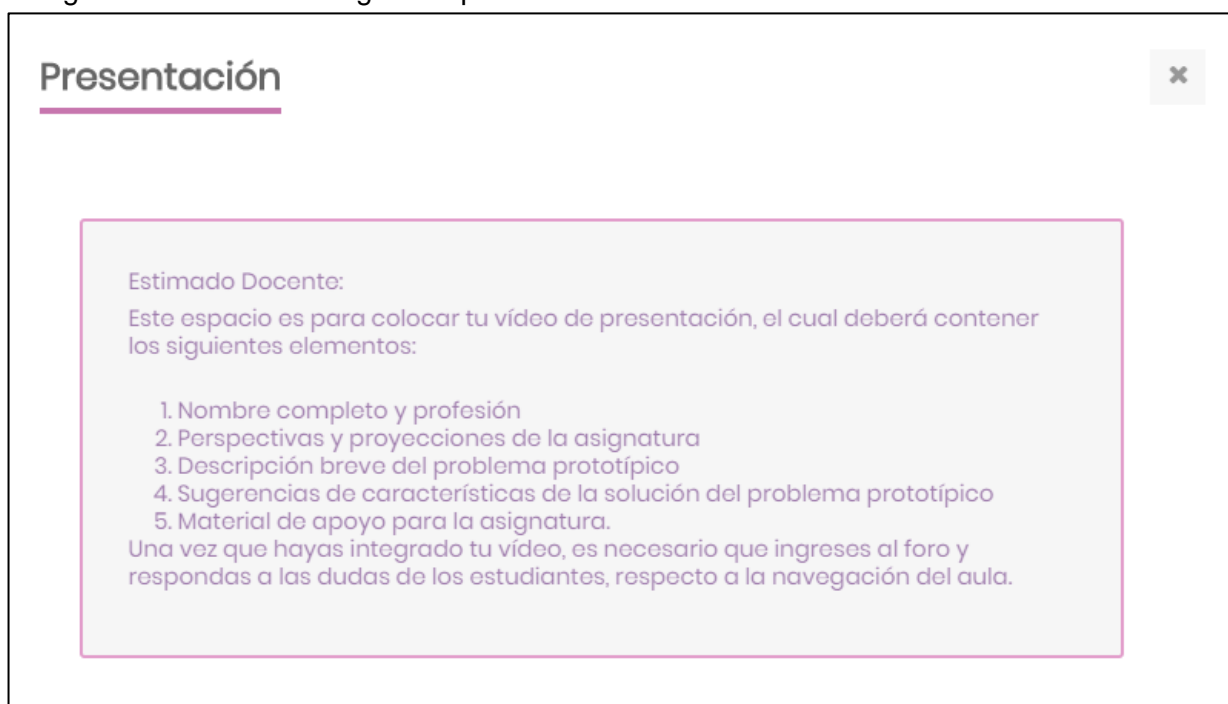 Presentación
Estimado Docente:
Este espacio es para colocar tu vídeo de presentación, el cual deberá contener
los siguientes elementos:
1. Nombre completo y profesión
2. Perspectivas y proyecciones de la asignatura
3. Descripción breve del problema prototípico
4. Sugerencias de características de la solución del problema prototípico
5. Material de apoyo para la asignatura.
Una vez que hayas integrado tu vídeo, es necesario que ingreses al foro y
respondas a las dudas de los estudiantes, respecto a la navegación del aula.